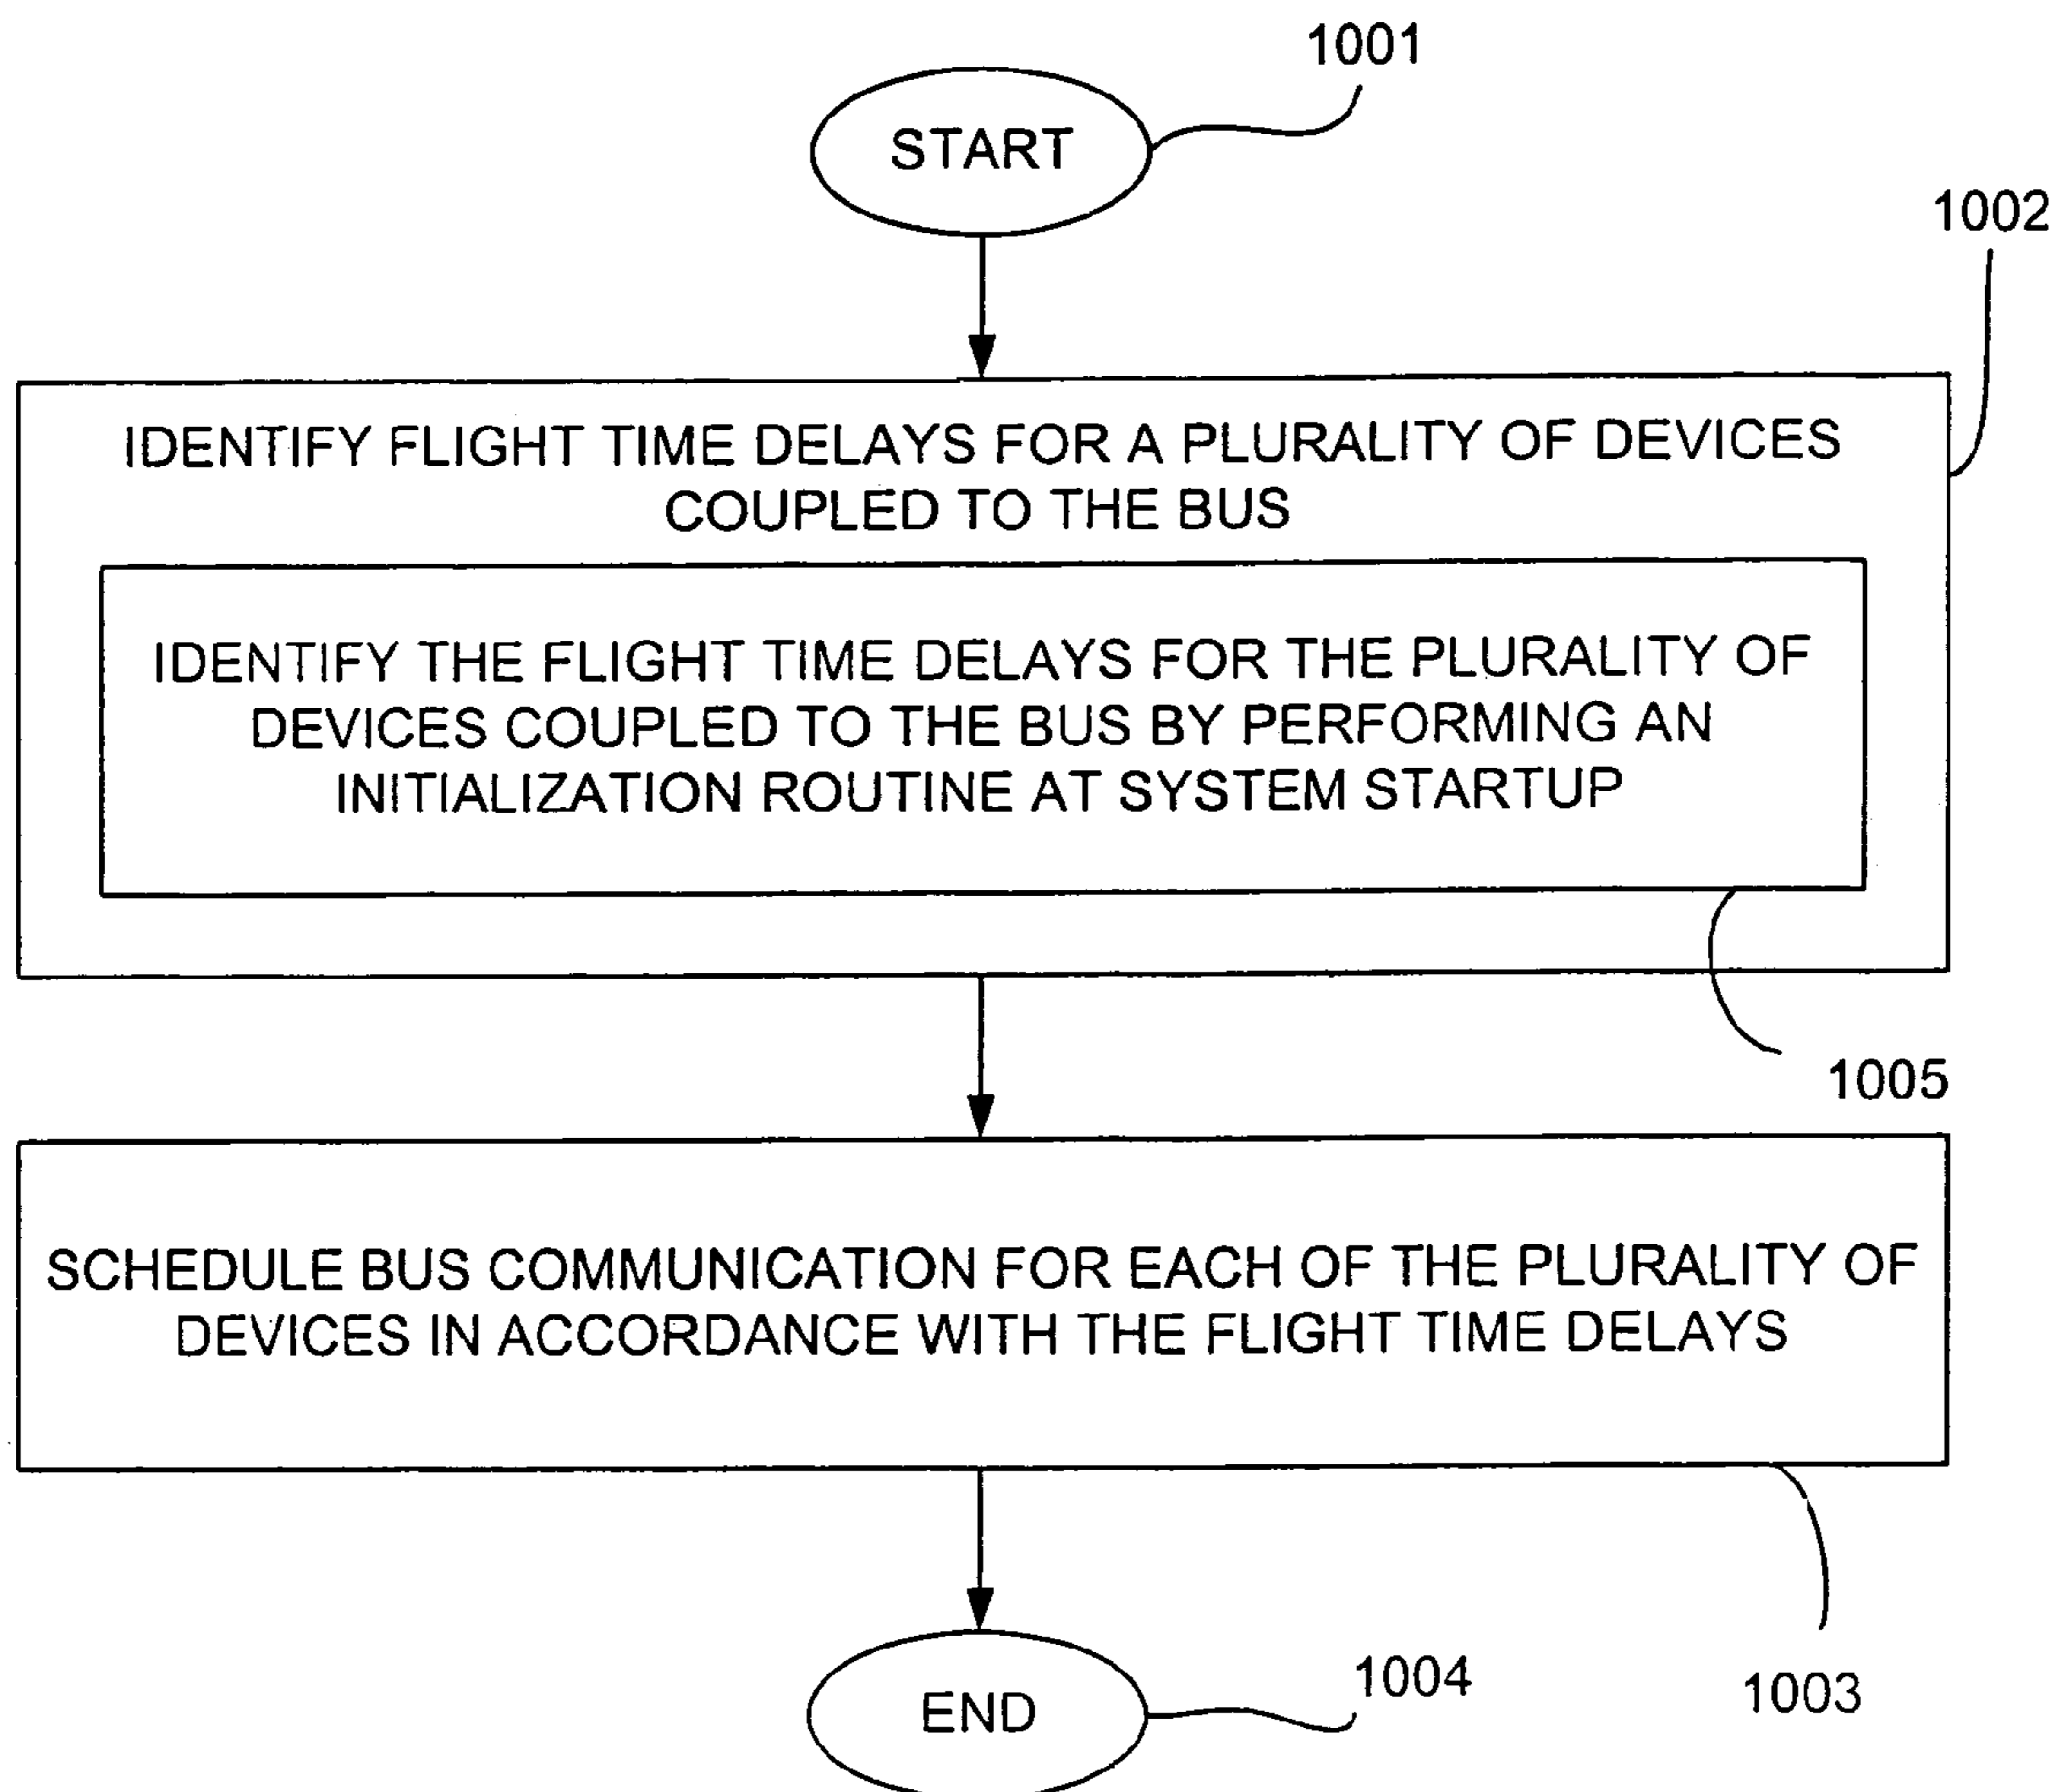 1001
START
1002
IDENTIFY FLIGHT TIME DELAYS FOR A PLURALITY OF DEVICES
COUPLED TO THE BUS
IDENTIFY THE FLIGHT TIME DELAYS FOR THE PLURALITY OF
DEVICES COUPLED TO THE BUS BY PERFORMING AN
INITIALIZATION ROUTINE AT SYSTEM STARTUP
1005
SCHEDULE BUS COMMUNICATION FOR EACH OF THE PLURALITY OF
DEVICES IN ACCORDANCE WITH THE FLIGHT TIME DELAYS
1004
1003
END